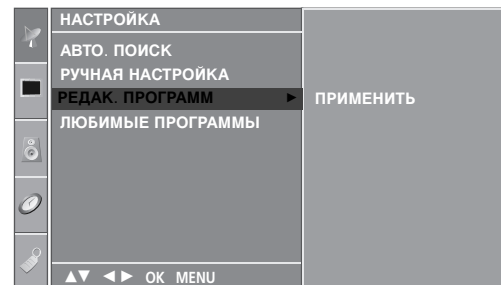 НАСТРОЙКА
АВТО. ПОИСК
РУЧНАЯ НАСТРОЙКА
РЕДАК. ПРОГРАММ ► ПРИМЕНИТЬ
ЛЮБИМЫЕ ПРОГРАММЫ
▲▼ ◄► OK MENU